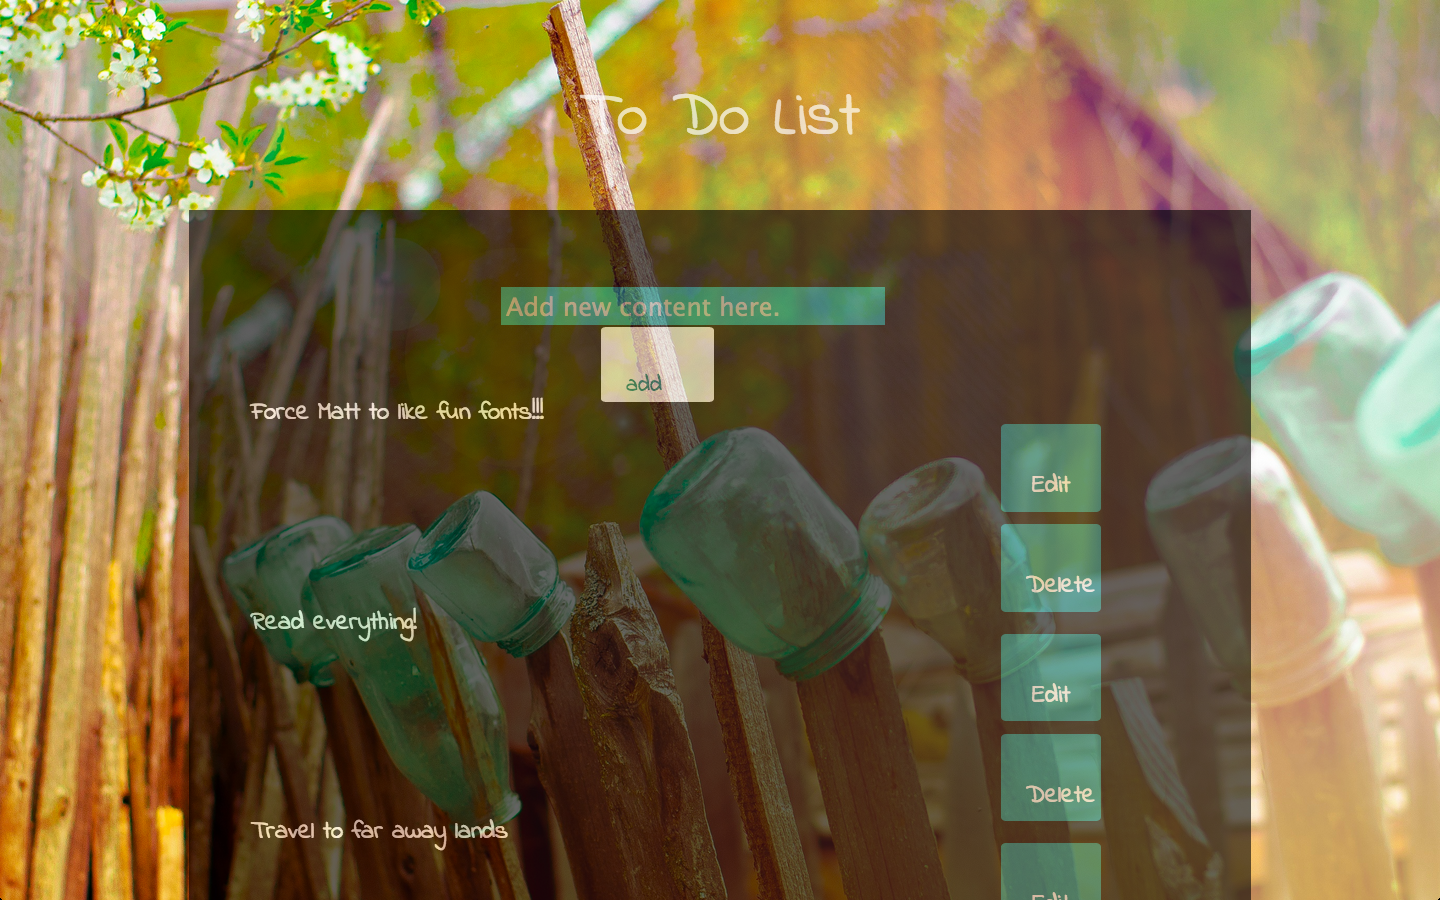 To Do List
Add new content here.
add
Force Matt to like fun fonts!!!
Edit
Delete
Read everything!
Edit
Delete
Travel to far away lands
Edit